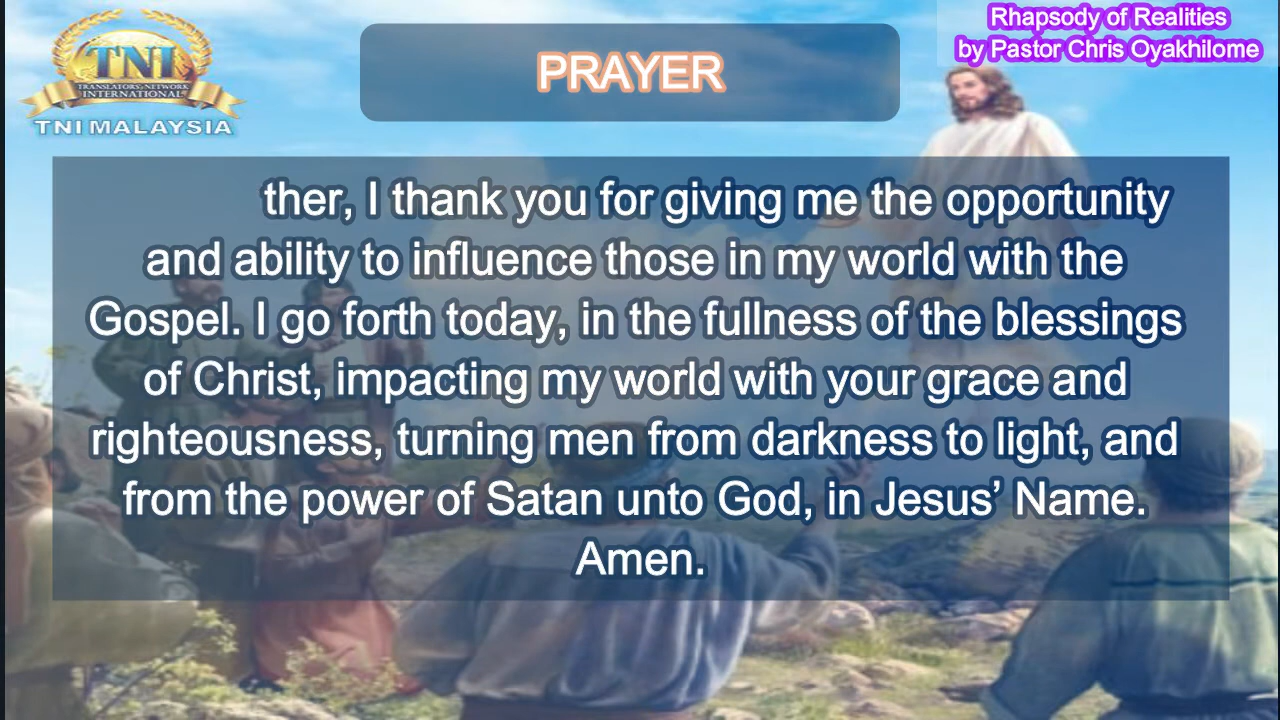 TNI
TRANSLATORS NETWORK
INTERNATIONAL
TNI MALAYSIA
PRAYER
Rhapsody of Realities
by Pastor Chris Oyakhilome
ther, I thank you for giving me the opportunity
and ability to influence those in my world with the
Gospel. I go forth today, in the fullness of the blessings
of Christ, impacting my world with your grace and
righteousness, turning men from darkness to light, and
from the power of Satan unto God, in Jesus’ Name.
Amen.